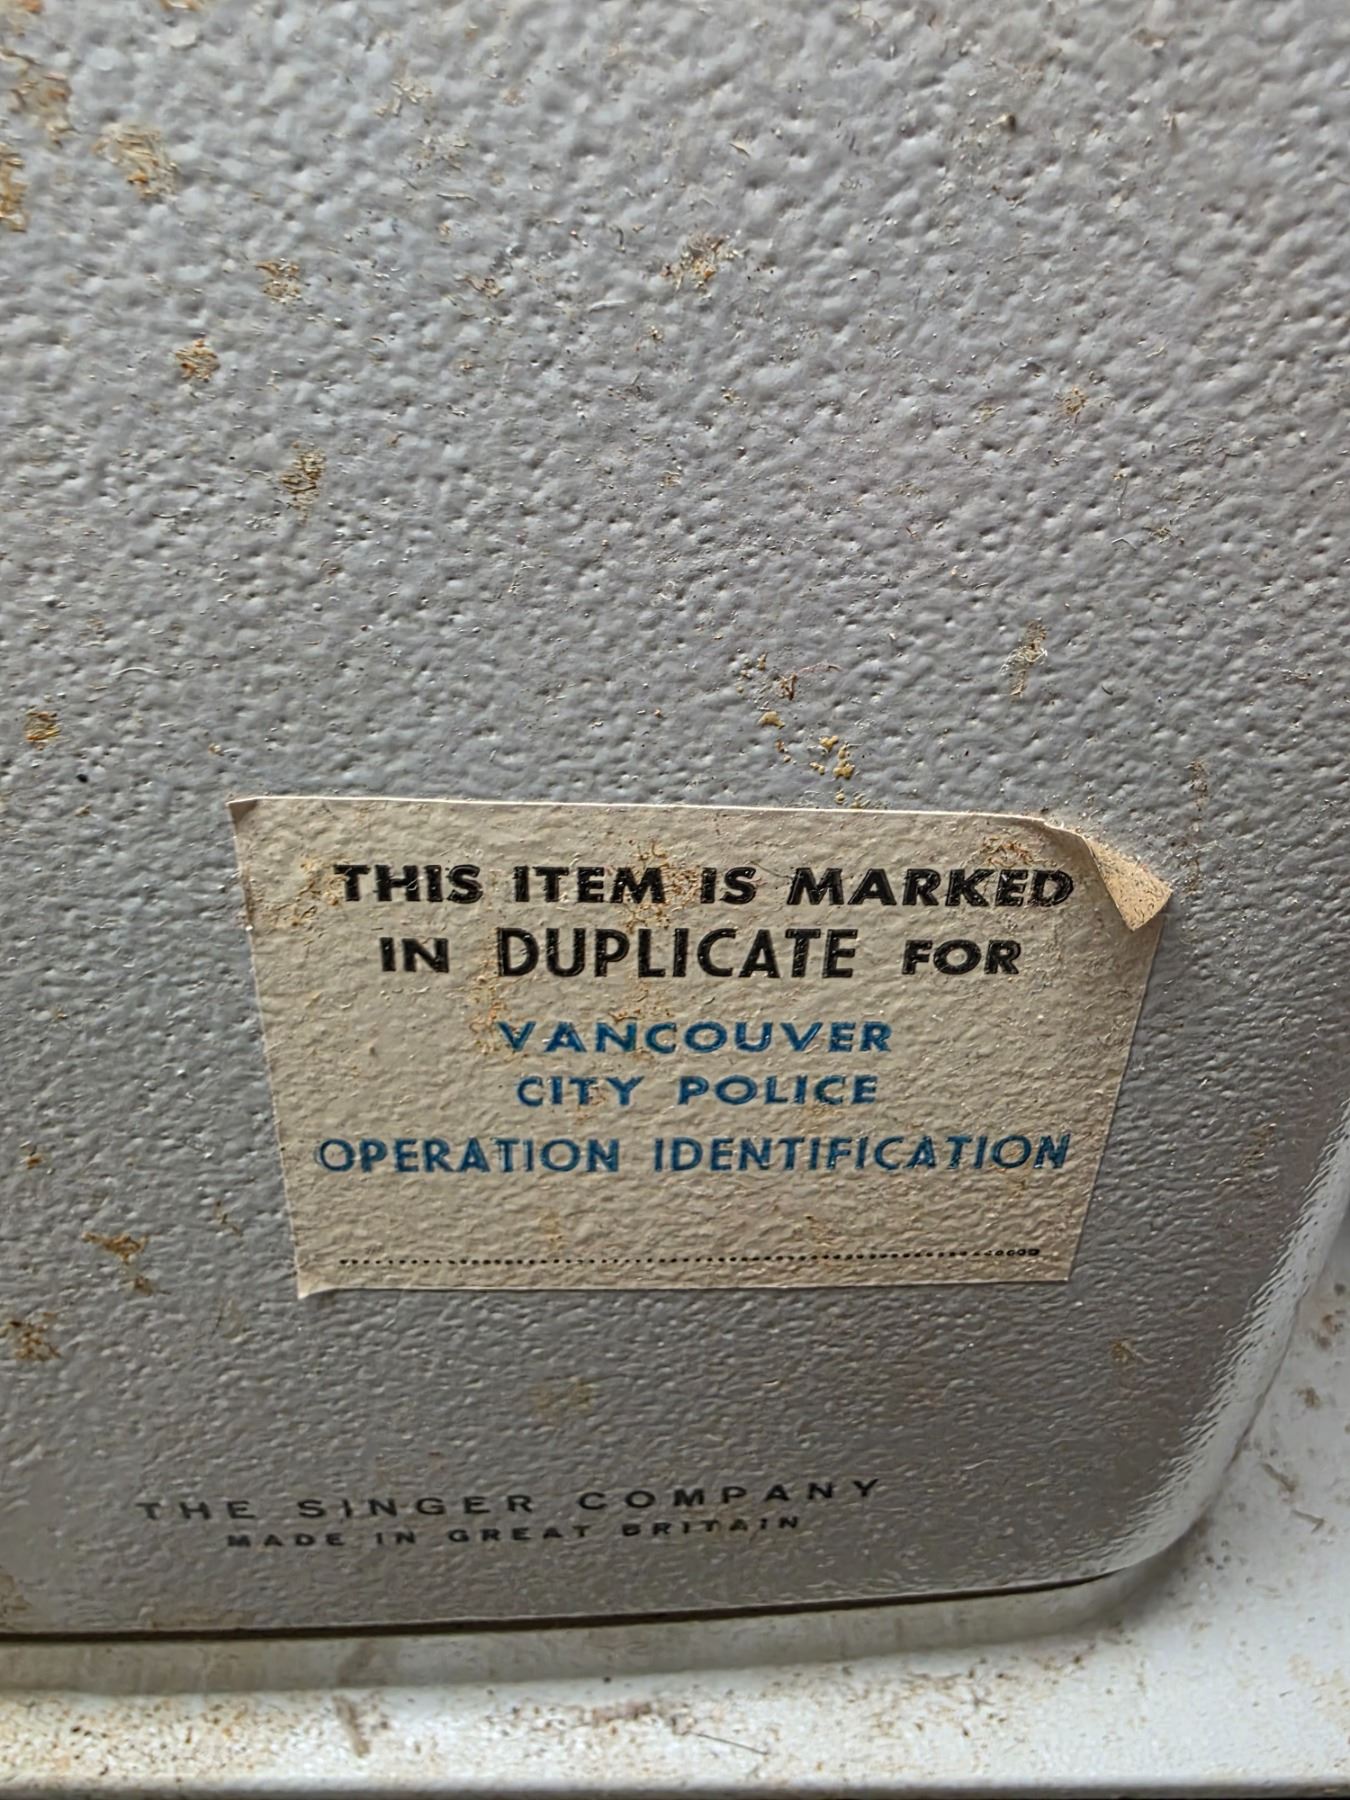 THIS ITEM IS MARKED
IN DUPLICATE FOR
VANCOUVER
CITY POLICE
OPERATION IDENTIFICATION
THE SINGER COMPANY
MADE IN GREAT BRITAIN